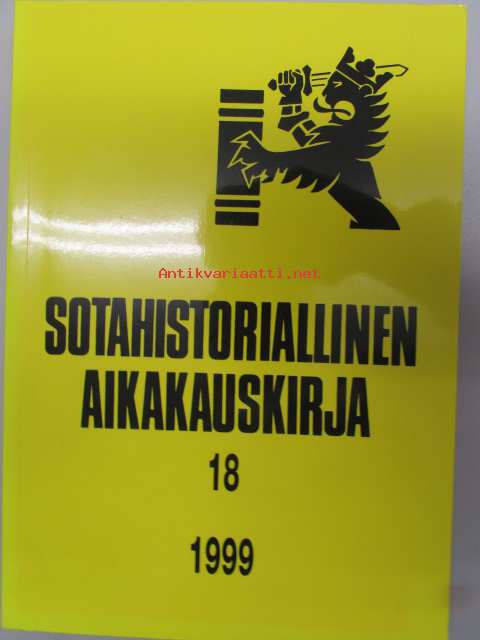 Antikvariaatti.net
SOTAHISTORIALLINEN
AIKAKAUSKIRJA
18
1999